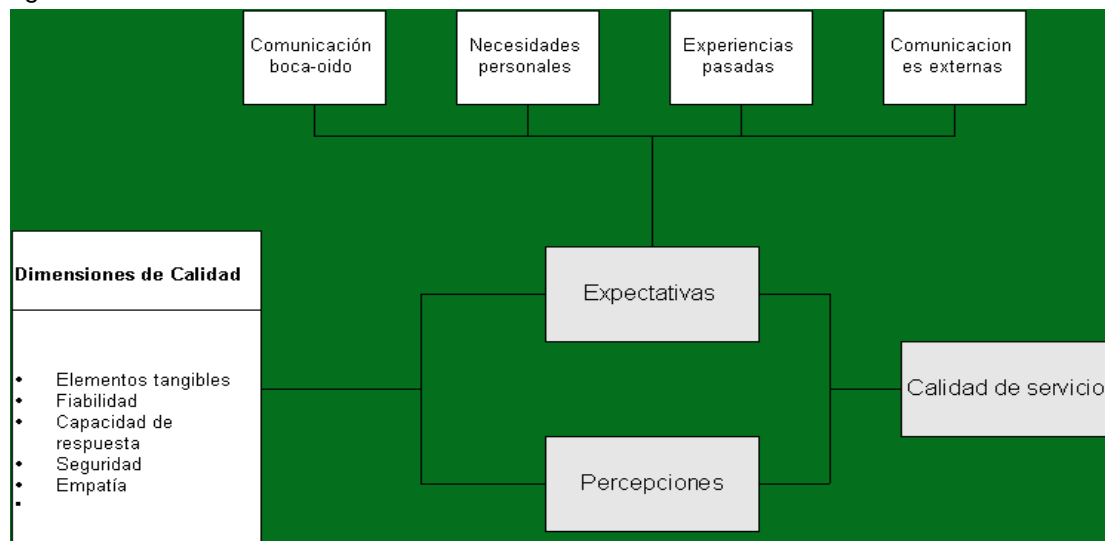 Comunicación
boca-oido
Necesidades
personales
Experiencias
pasadas
Comunicacion
es externas
Dimensiones de Calidad
• Elementos tangibles
• Fiabilidad
• Capacidad de
respuesta
• Seguridad
• Empatía
Expectativas
Percepciones
Calidad de servicio